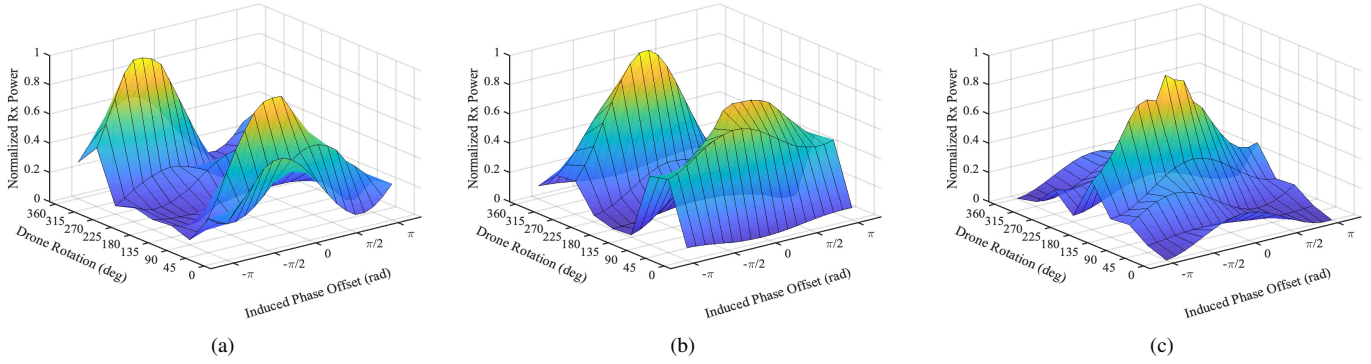 1
0.8
0.6
0.4
0.2
0
Normalized Rx Power
360
315
270
225
180
135
90
45
0
Drone Rotation (deg)
-π
-π/2
0
π/2
π
Induced Phase Offset (rad)
(a)
1
0.8
0.6
0.4
0.2
0
Normalized Rx Power
360
315
270
225
180
135
90
45
0
Drone Rotation (deg)
-π
-π/2
0
π/2
π
Induced Phase Offset (rad)
(b)
1
0.8
0.6
0.4
0.2
0
Normalized Rx Power
360
315
270
225
180
135
90
45
0
Drone Rotation (deg)
-π
-π/2
0
π/2
π
Induced Phase Offset (rad)
(c)